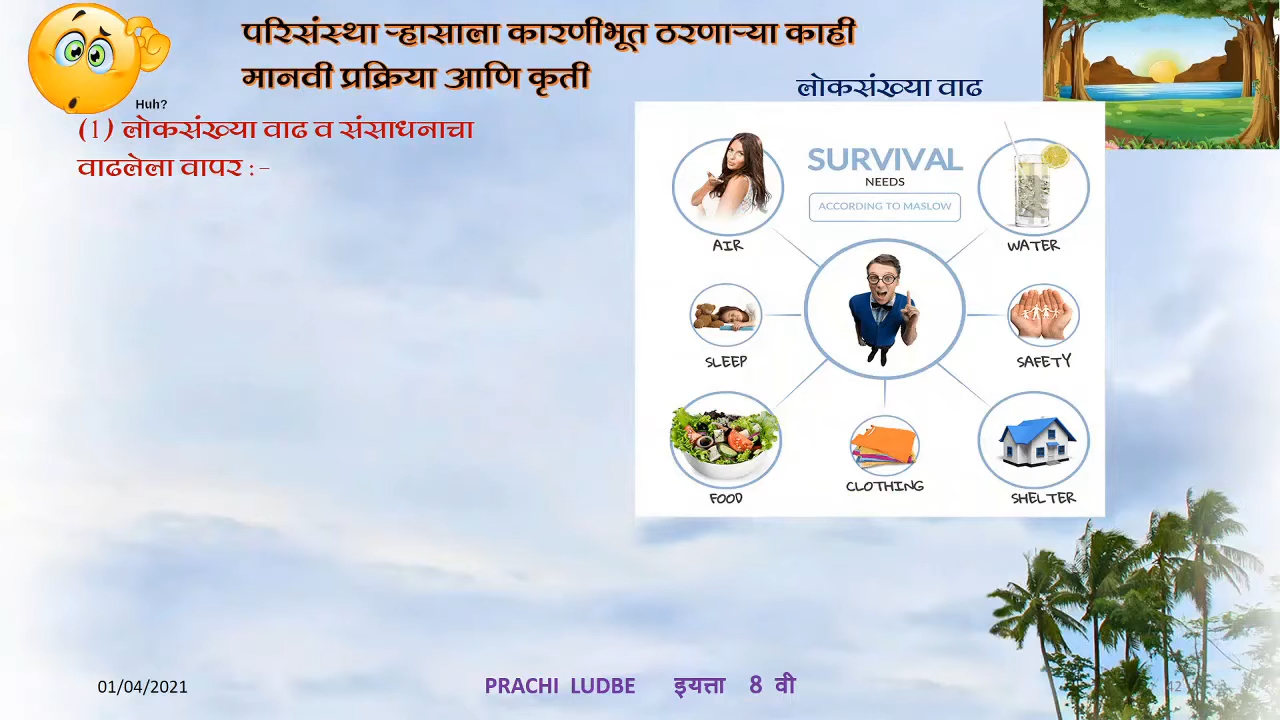 परिसंस्था ऱ्हासाला कारणीभूत ठरणाऱ्या काही
मानवी प्रक्रिया आणि कृती
Huh?
लोकसंख्या वाढ
(1) लोकसंख्या वाढ व संसाधनाचा
वाढलेला वापर :-
SURVIVAL
NEEDS
ACCORDING TO MASLOW
AIR
WATER
SLEEP
SAFETY
FOOD
CLOTHING
SHELTER
01/04/2021
PRACHI LUDBE इयत्ता 8 वी
42